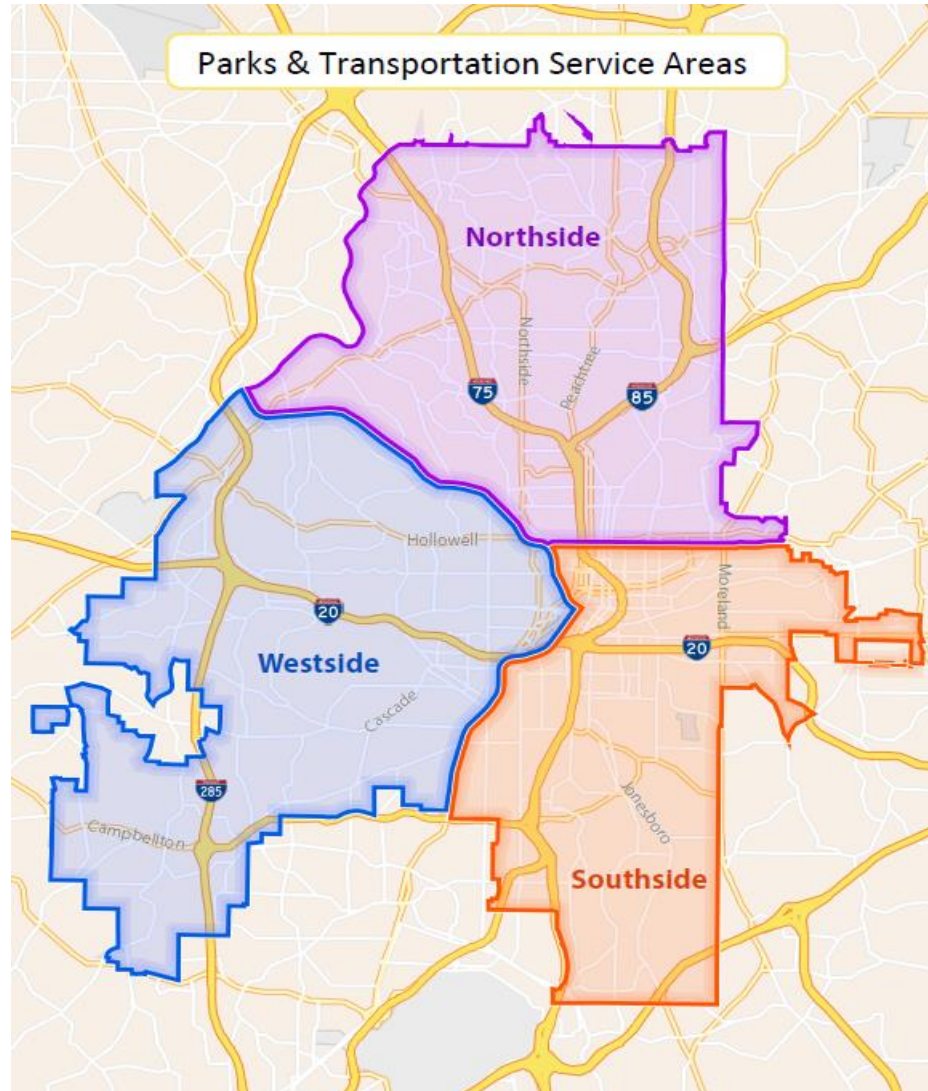 Parks & Transportation Service Areas
Northside
Northside
Peachtree
75
85
Hollowell
Moreland
20
20
Westside
Cascade
285
Jonesboro
Campbellton
Southside